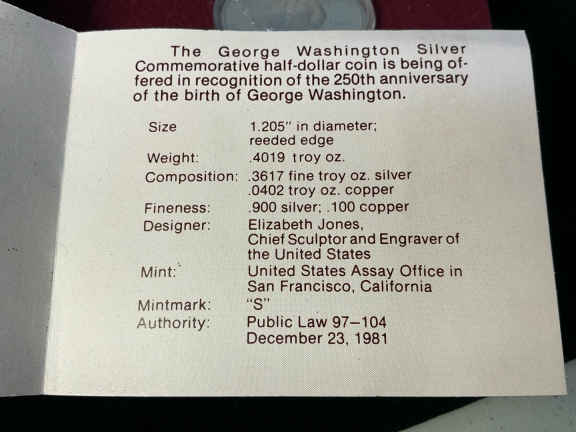 The George Washington Silver
Commemorative half-dollar coin is being of-
fered in recognition of the 250th anniversary
of the birth of George Washington.
Size 1.205" in diameter;
reeded edge
Weight: .4019 troy oz.
Composition: .3617 fine troy oz. silver
.0402 troy oz. copper
Fineness: .900 silver; .100 copper
Designer: Elizabeth Jones,
Chief Sculptor and Engraver of
the United States
Mint: United States Assay Office in
San Francisco, California
Mintmark: "S"
Authority: Public Law 97–104
December 23, 1981